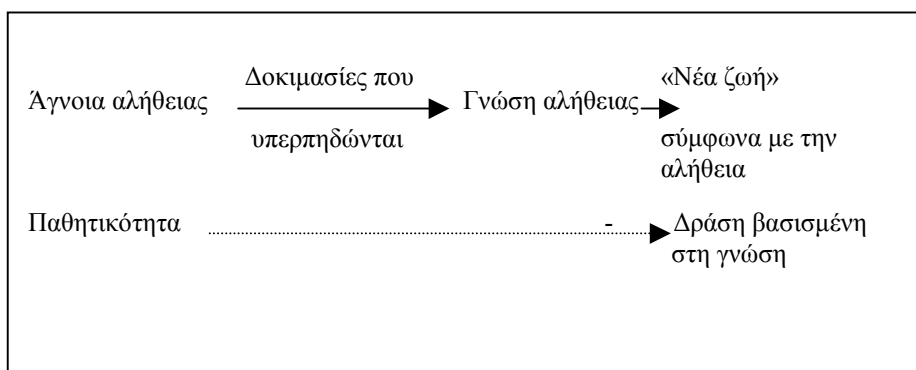 Δοκιμασίες που
«Νέα ζωή»
Άγνοια αλήθειας
Γνώση αλήθειας
υπερπηδώνται
σύμφωνα με την
αλήθεια
Παθητικότητα
- Δράση βασισμένη
στη γνώση